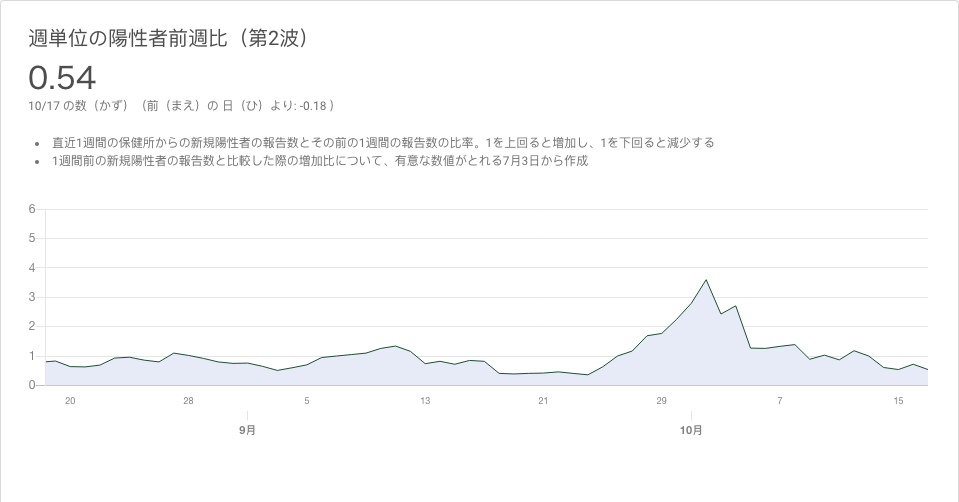 週単位の陽性者前週比（第2波）
0.54
10/17 の数（かず）（前（まえ）の 日（ひ）より: -0.18 ）
• 直近1週間の保健所からの新規陽性者の報告数とその前の1週間の報告数の比率。1を上回ると増加し、1を下回ると減少する
• 1週間前の新規陽性者の報告数と比較した際の増加比について、有意な数値がとれる7月3日から作成
6
5
4
3
2
1
0
20 28 5 13 21 29 7 15
9月 10月